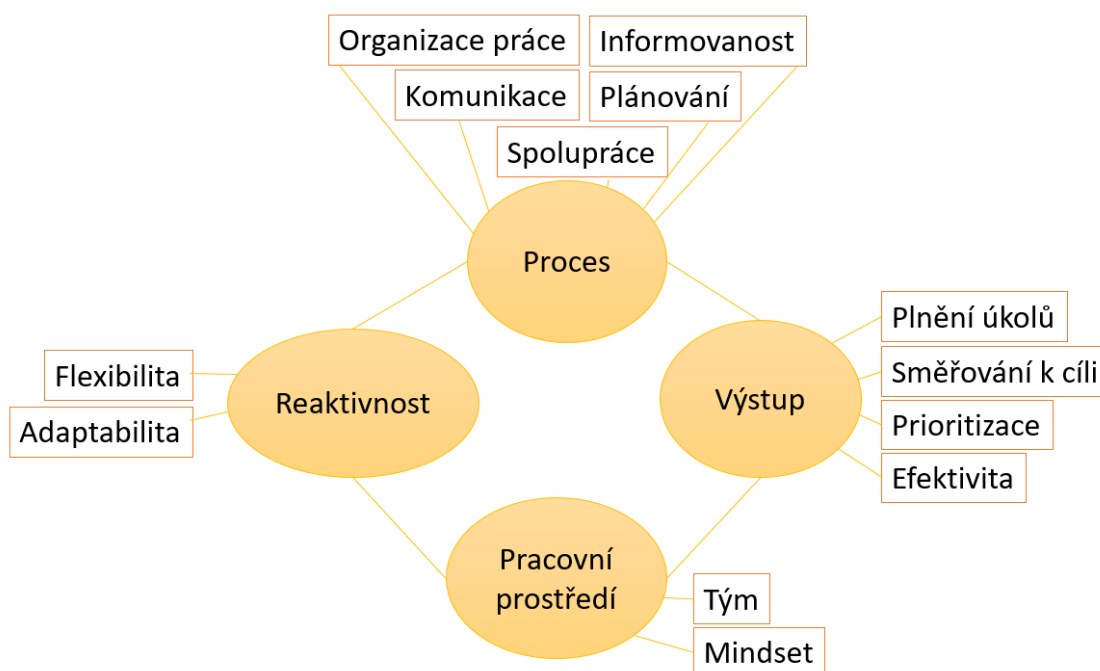 Organizace práce
Informovanost
Komunikace
Plánování
Spolupráce
Proces
Plnění úkolů
Směřování k cíli
Prioritizace
Efektivita
Výstup
Flexibilita
Adaptabilita
Reaktivnost
Pracovní
prostředí
Tým
Mindset